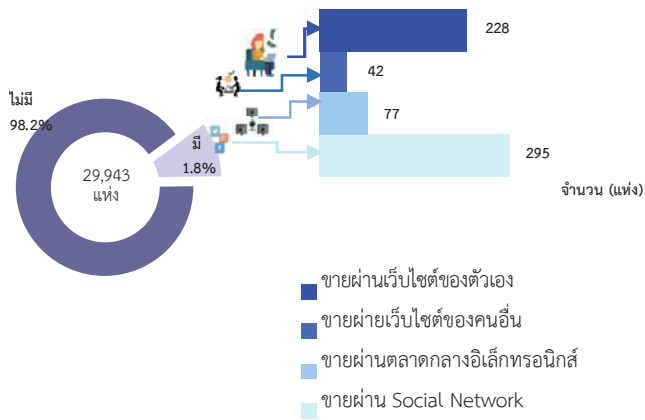 228
42
77
295
จำนวน (แห่ง)
ไม่มี
98.2%
มี
1.8%
29,943
แห่ง
ขายผ่านเว็บไซต์ของตัวเอง
ขายผ่ายเว็บไซต์ของคนอื่น
ขายผ่านตลาดกลางอิเล็กทรอนิกส์
ขายผ่าน Social Network